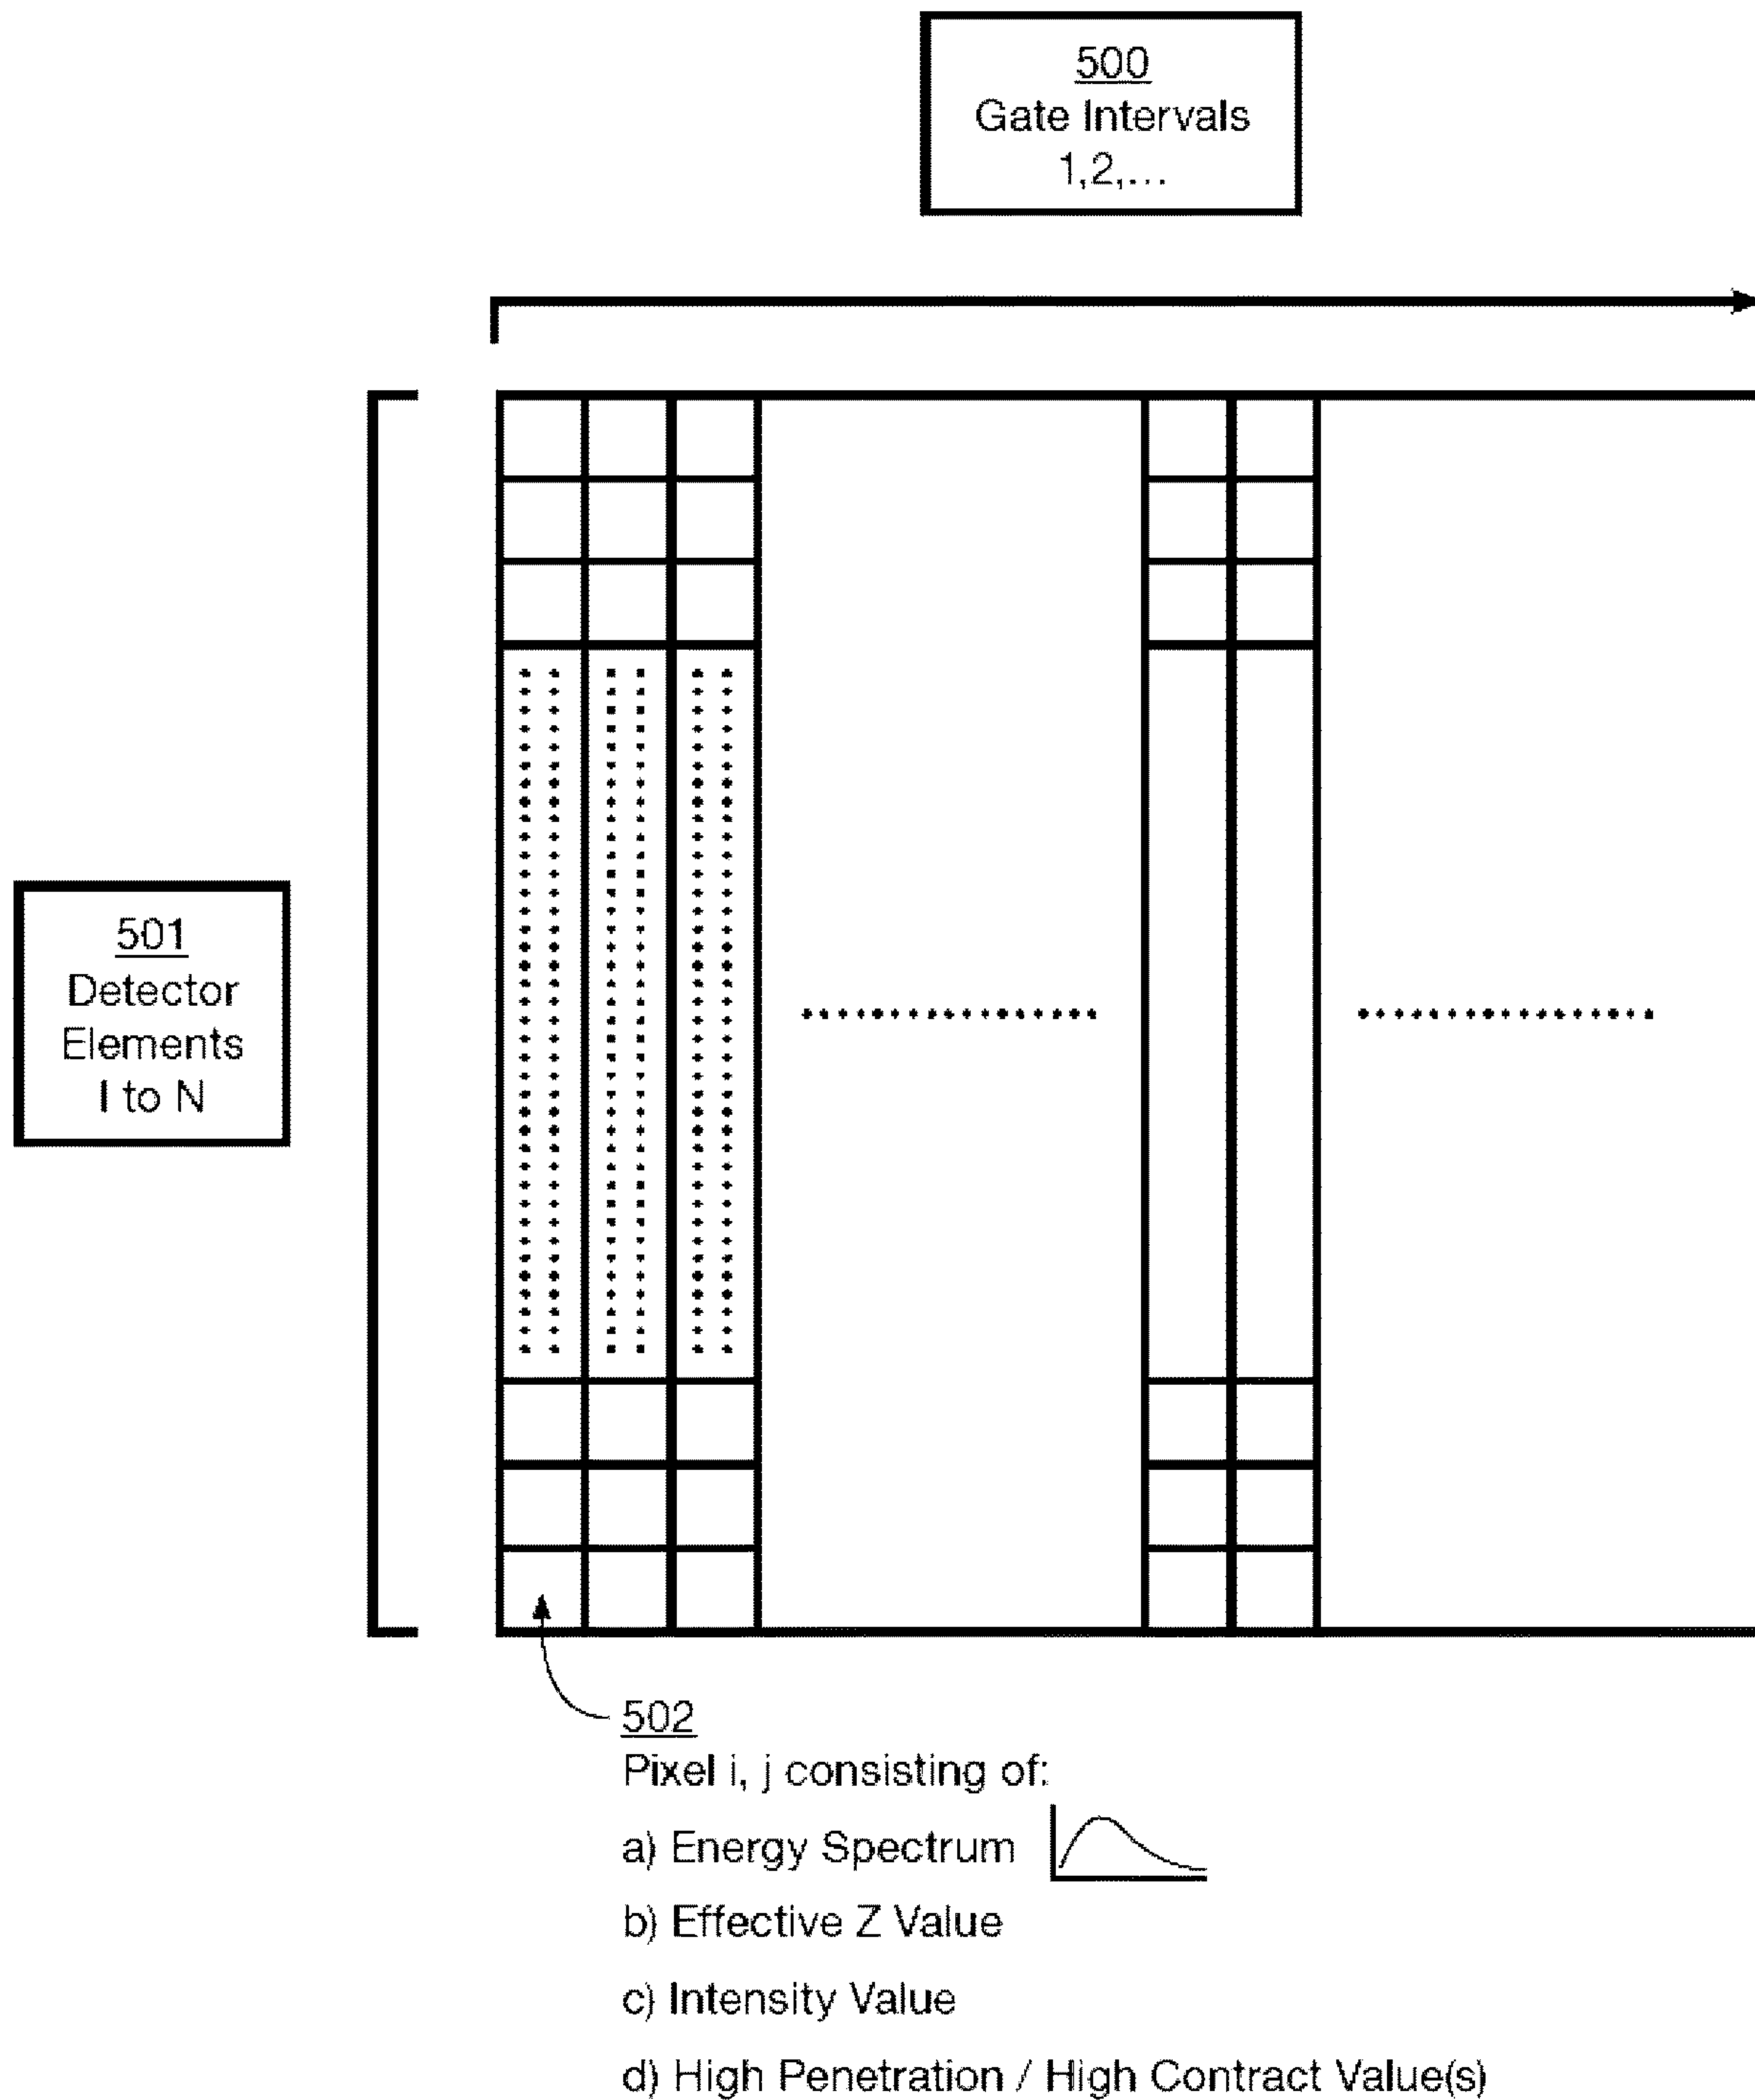 500
Gate Intervals
1,2,...
501
Detector
Elements
I to N
502
Pixel i, j consisting of:
a) Energy Spectrum
b) Effective Z Value
c) Intensity Value
d) High Penetration / High Contract Value(s)